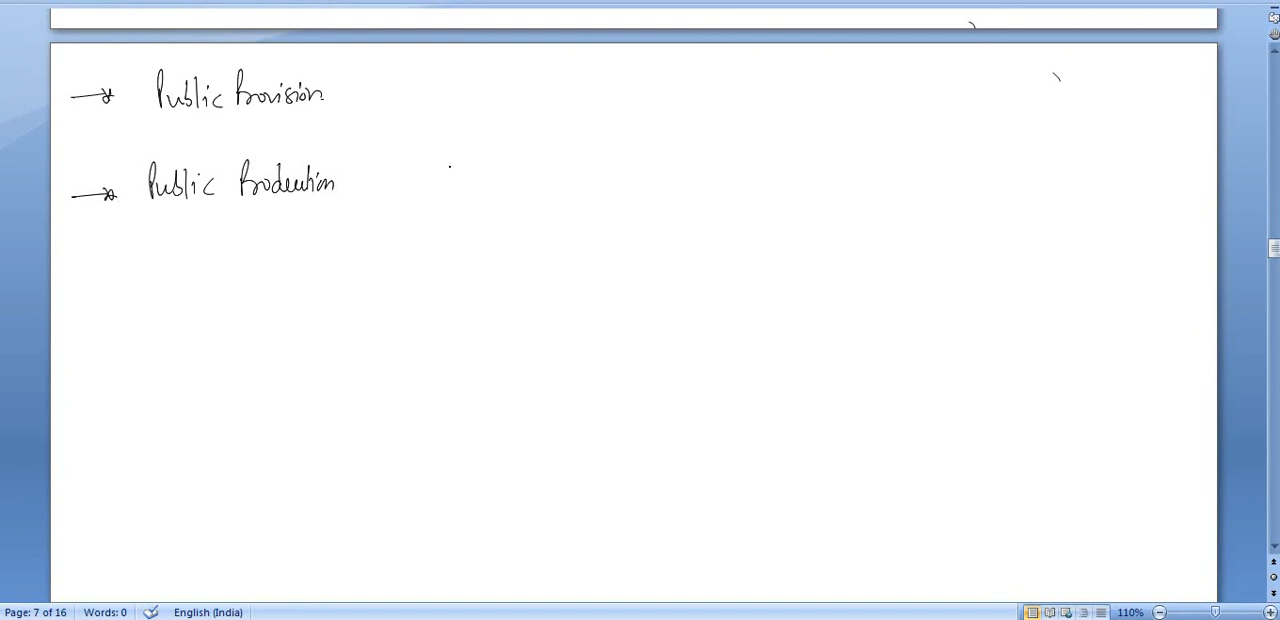 Public Provision
Public Production
Page: 7 of 16 Words: 0 English (India) 110%